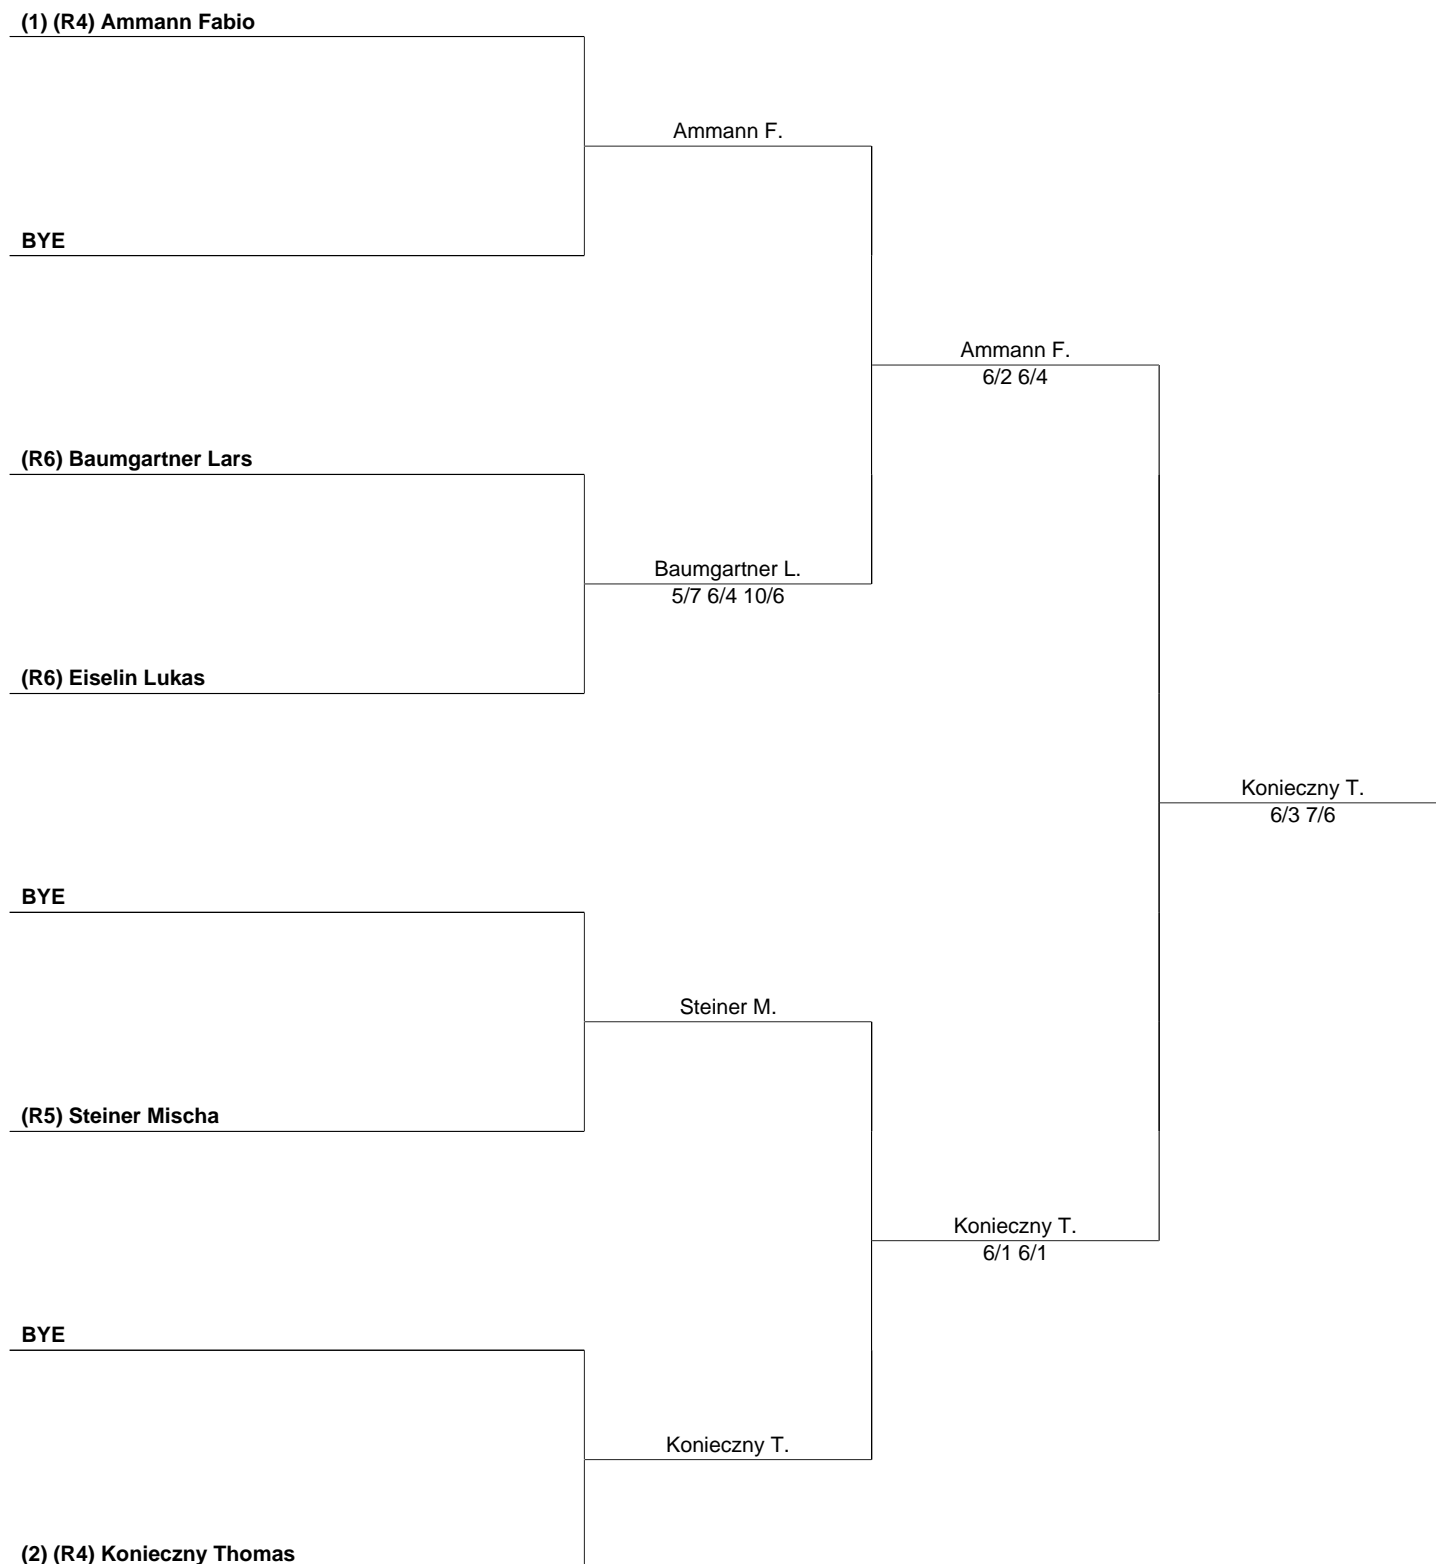 (1) (R4) Ammann Fabio
Ammann F.
BYE
Ammann F.
6/2 6/4
(R6) Baumgartner Lars
Baumgartner L.
5/7 6/4 10/6
(R6) Eiselin Lukas
Konieczny T.
6/3 7/6
BYE
Steiner M.
(R5) Steiner Mischa
Konieczny T.
6/1 6/1
BYE
Konieczny T.
(2) (R4) Konieczny Thomas